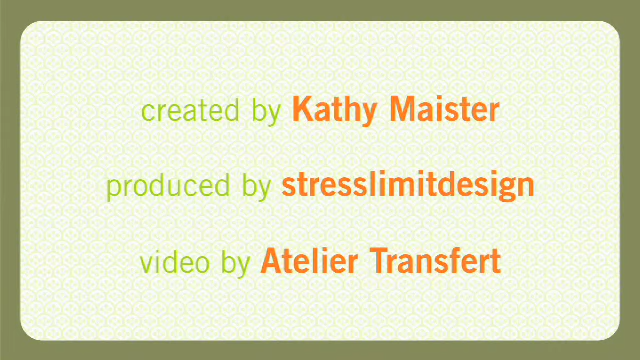 created by Kathy Maister
produced by stresslimitdesign
video by Atelier Transfert